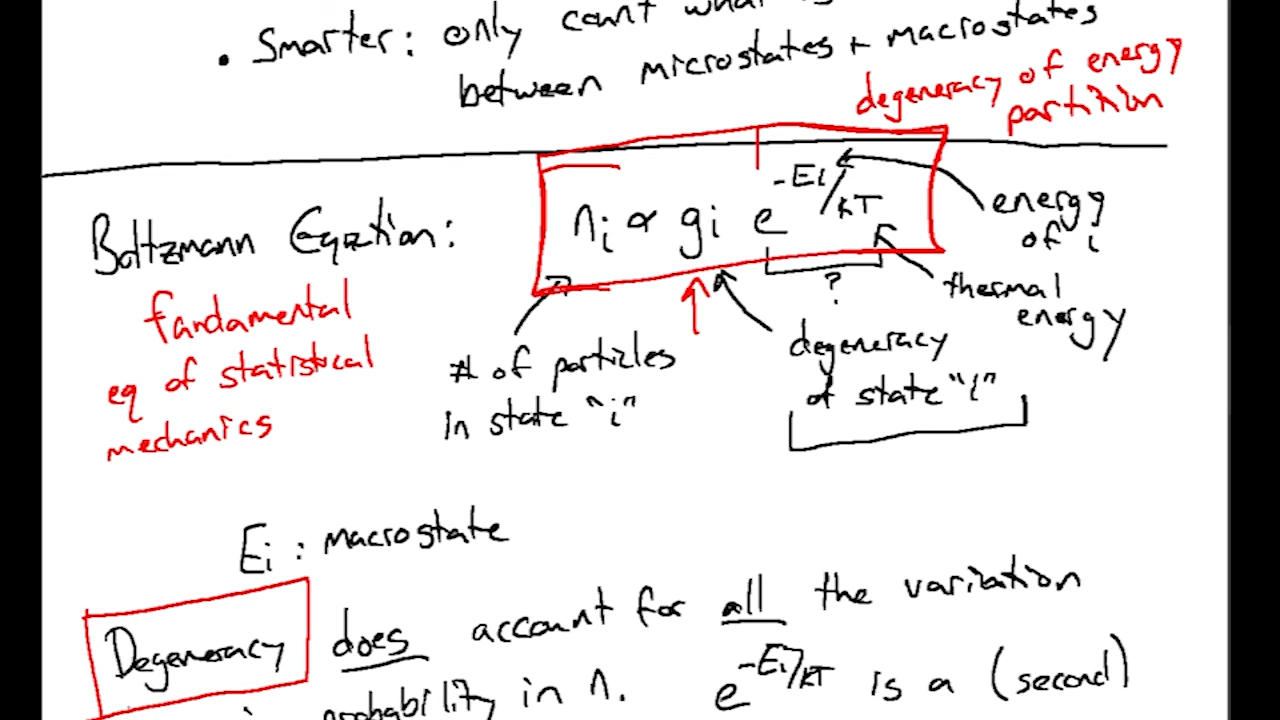 • Smarter: only count what
between microstates + macrostates
degeneracy of energy
partition
Boltzmann Equation: nᵢ ∝ gᵢ e^-Ei/kT
energy
of i
thermal
energy
?
fundamental
eq of statistical
mechanics
# of particles
in state "i"
degeneracy
of state "i"
Ei : macrostate
Degeneracy does account for all the variation
probability in n. e^-Ei/kT is a (second)